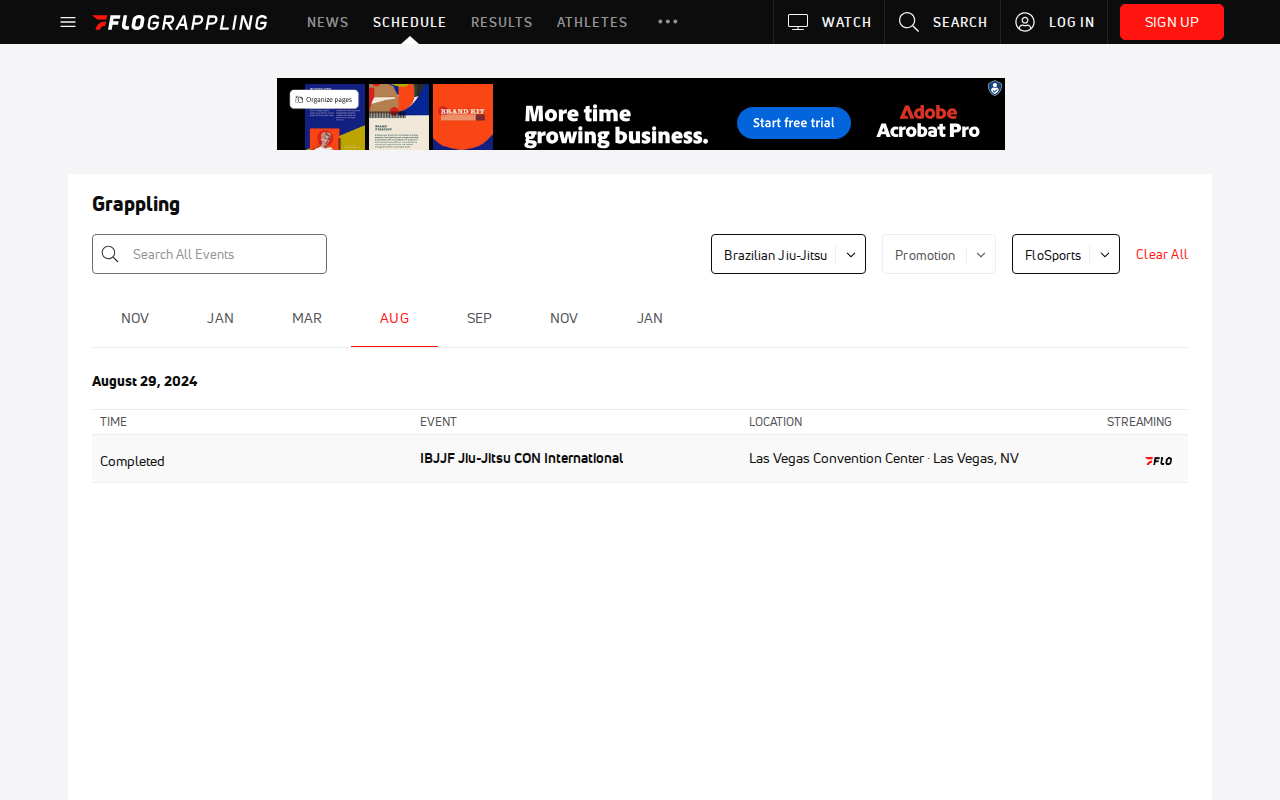 FLOGRAPPLING NEWS SCHEDULE RESULTS ATHLETES WATCH SEARCH LOG IN SIGN UP
Organize pages
BRAND KIT
More time
growing business.
Start free trial
Adobe
Acrobat Pro
Grappling
Search All Events
Brazilian Jiu-Jitsu
Promotion
FloSports
Clear All
NOV JAN MAR AUG SEP NOV JAN
August 29, 2024
TIME EVENT LOCATION STREAMING
Completed IBJJF Jiu-Jitsu CON International Las Vegas Convention Center · Las Vegas, NV FLO